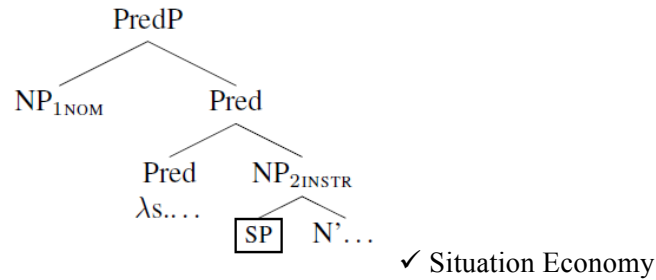 PredP
NP1NOM Pred
Pred NP2INSTR
λs....
SP N'...
✓ Situation Economy